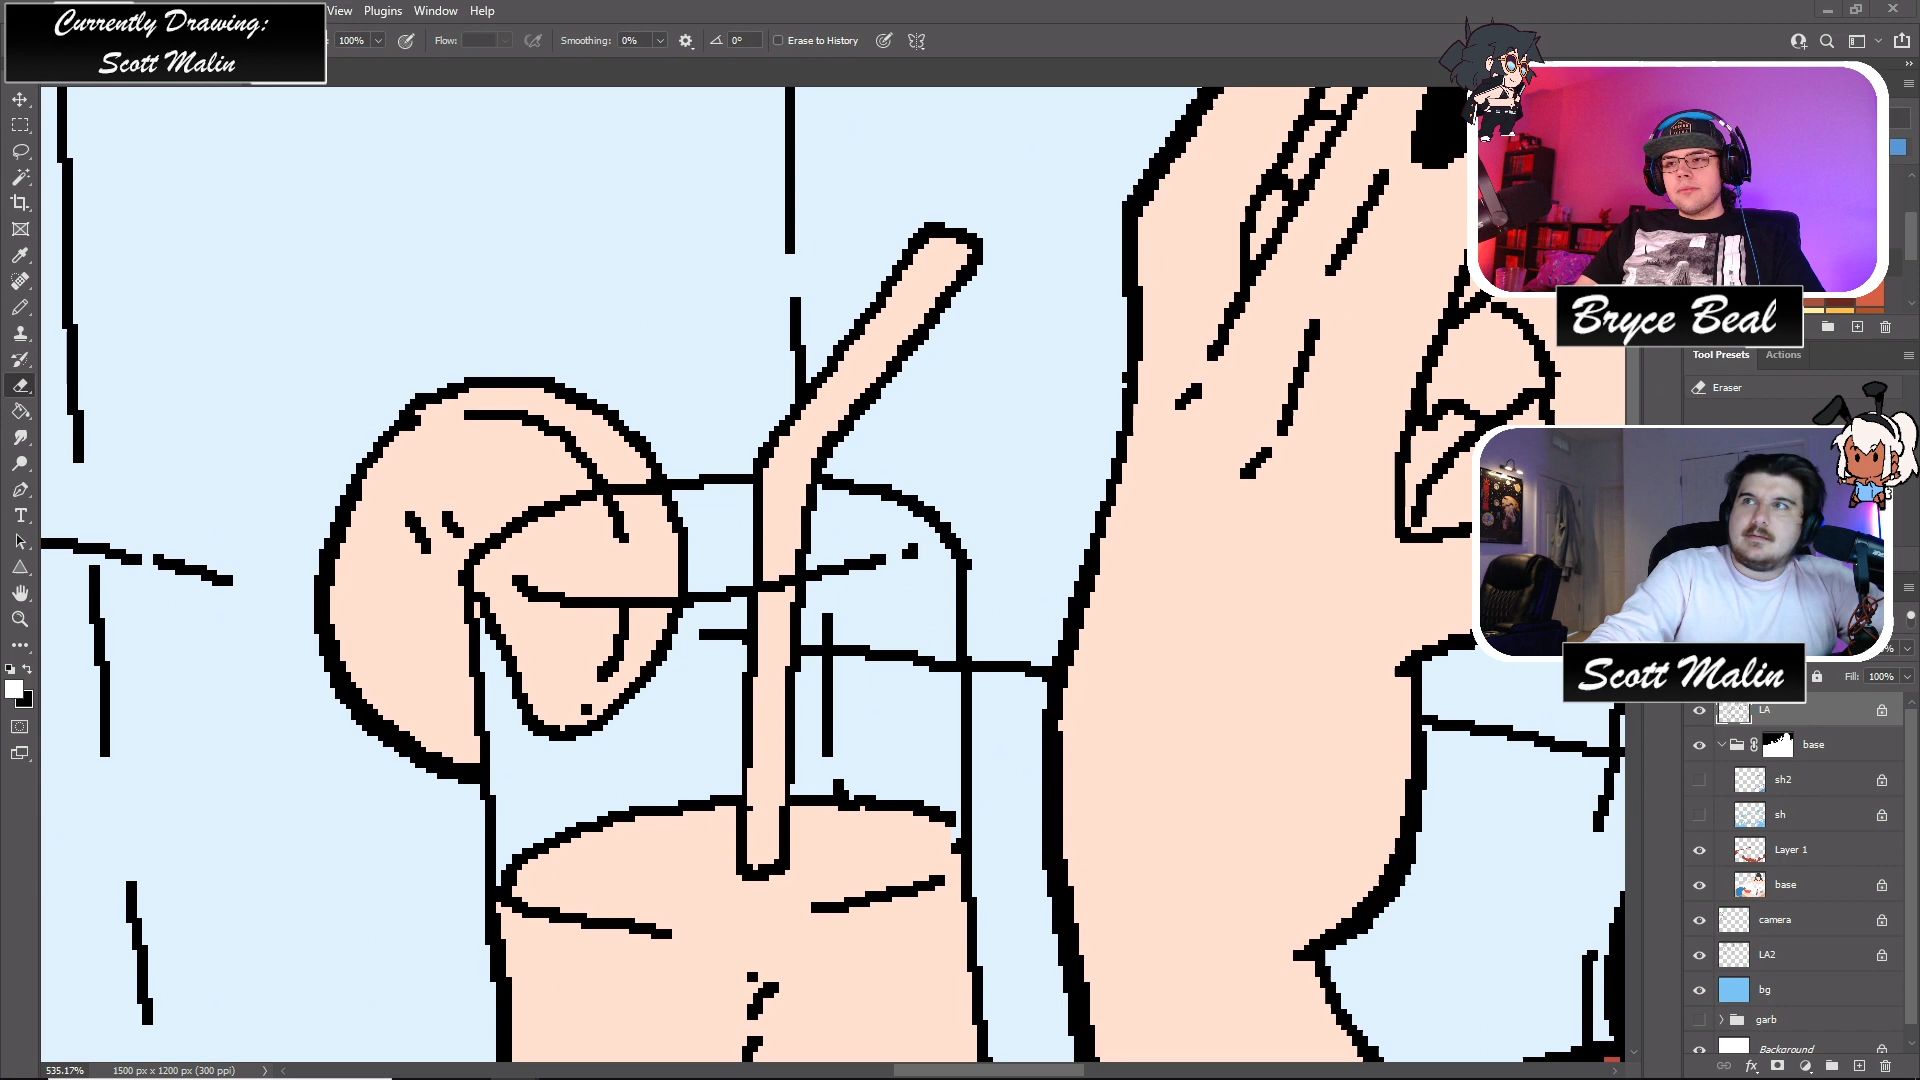 Currently Drawing:
Scott Malin
View Plugins Window Help
100% Flow: Smoothing: 0% 0° Erase to History
Bryce Beal
Tool Presets Actions
Eraser
Scott Malin
Fill: 100%
LA
base
sh2
sh
Layer 1
base
camera
LA2
bg
garb
Background
fx
535.17% 1500 px x 1200 px (300 ppi)